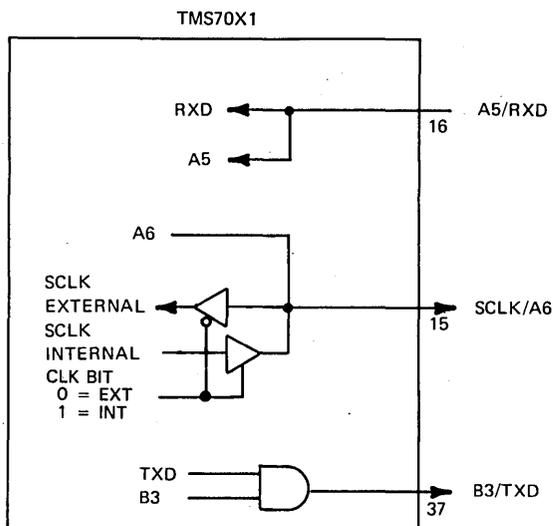 TMS70X1
RXD
A5/RXD
16
A5
A6
SCLK
EXTERNAL
SCLK/A6
15
SCLK
INTERNAL
CLK BIT
0 = EXT
1 = INT
TXD
B3
B3/TXD
37